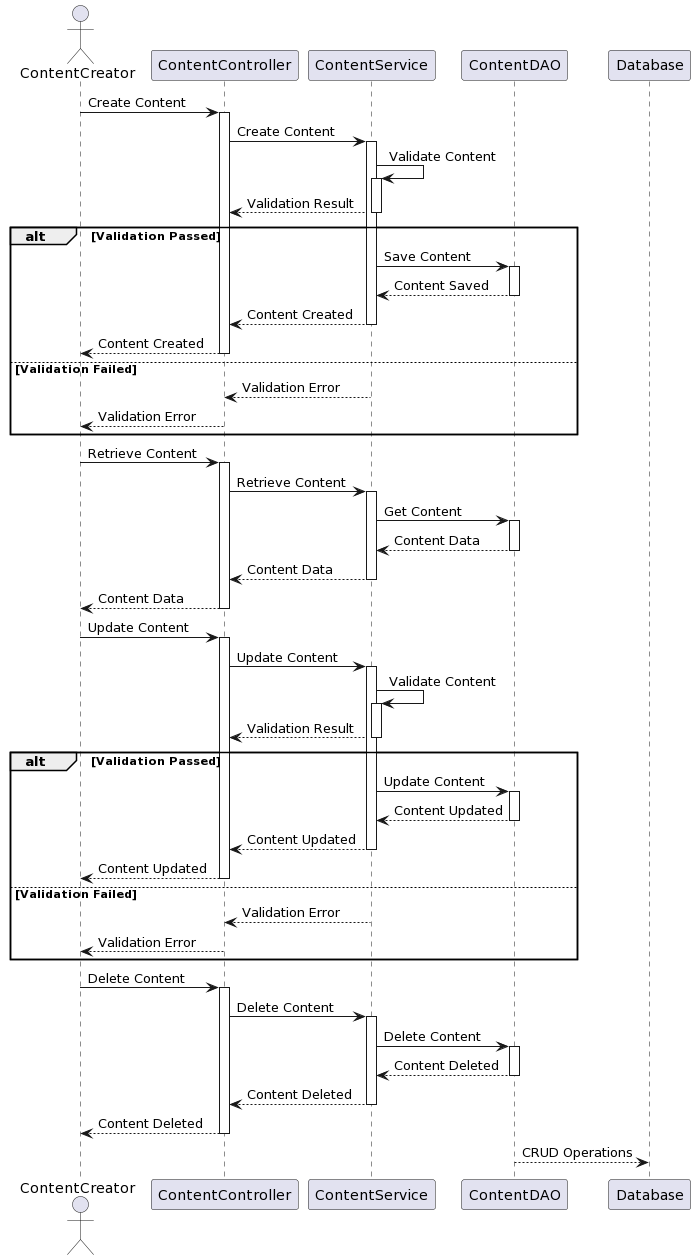 ContentCreator
ContentController
ContentService
ContentDAO
Database
Create Content
Create Content
Validate Content
Validation Result
alt
[Validation Passed]
Save Content
Content Saved
Content Created
Content Created
[Validation Failed]
Validation Error
Validation Error
Retrieve Content
Retrieve Content
Get Content
Content Data
Content Data
Content Data
Update Content
Update Content
Validate Content
Validation Result
alt
[Validation Passed]
Update Content
Content Updated
Content Updated
Content Updated
[Validation Failed]
Validation Error
Validation Error
Delete Content
Delete Content
Delete Content
Content Deleted
Content Deleted
Content Deleted
CRUD Operations
ContentCreator
ContentController
ContentService
ContentDAO
Database